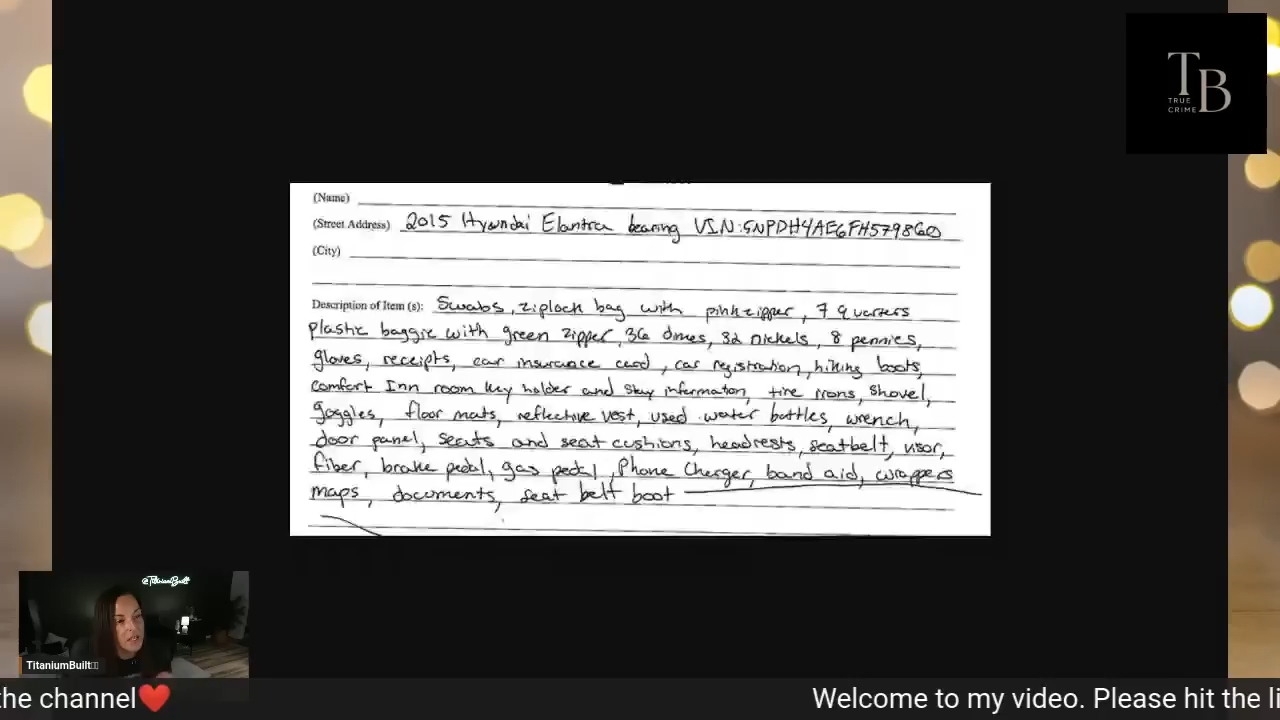 TB
TRUE
CRIME
(Name)
(Street Address) 2015 Hyundai Elantra bearing VIN:5NPDH4AE6FH579860
(City)
Description of Item (s): Swabs, ziplock bag with pink zipper, 7 quarters
plastic baggie with green zipper, 36 dimes, 32 nickels, 8 pennies,
gloves, receipts, car insurance card, car registration, hiking boots,
comfort Inn room key holder and stay information, tire irons, shovel,
goggles, floor mats, reflective vest, used water bottles, wrench,
door panel, seats and seat cushions, headrests, seatbelt, visor,
fiber, brake pedal, gas pedal, Phone Charger, band aid, wrappers
maps, documents, seat belt boot
@TitaniumBuilt
TitaniumBuilt
the channel❤️ Welcome to my video. Please hit the li